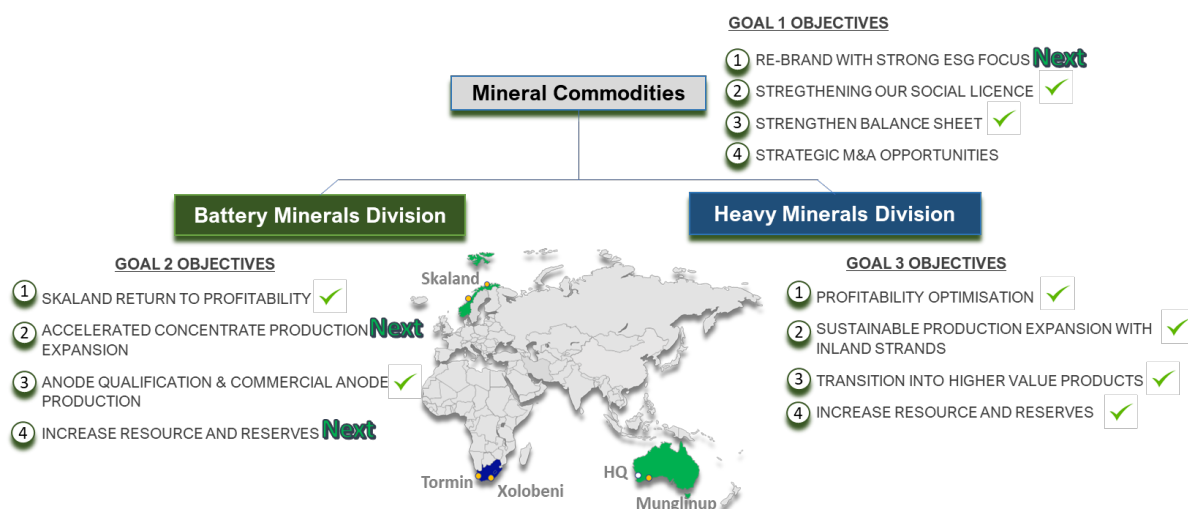 GOAL 1 OBJECTIVES
1 RE-BRAND WITH STRONG ESG FOCUS Next
2 STREGTHENING OUR SOCIAL LICENCE
3 STRENGTHEN BALANCE SHEET
4 STRATEGIC M&A OPPORTUNITIES
Mineral Commodities
Battery Minerals Division
Heavy Minerals Division
GOAL 2 OBJECTIVES
1 SKALAND RETURN TO PROFITABILITY
2 ACCELERATED CONCENTRATE PRODUCTION Next
EXPANSION
3 ANODE QUALIFICATION & COMMERCIAL ANODE
PRODUCTION
4 INCREASE RESOURCE AND RESERVES Next
Skaland
Tormin
Xolobeni
HQ
Munglinup
GOAL 3 OBJECTIVES
1 PROFITABILITY OPTIMISATION
2 SUSTAINABLE PRODUCTION EXPANSION WITH
INLAND STRANDS
3 TRANSITION INTO HIGHER VALUE PRODUCTS
4 INCREASE RESOURCE AND RESERVES